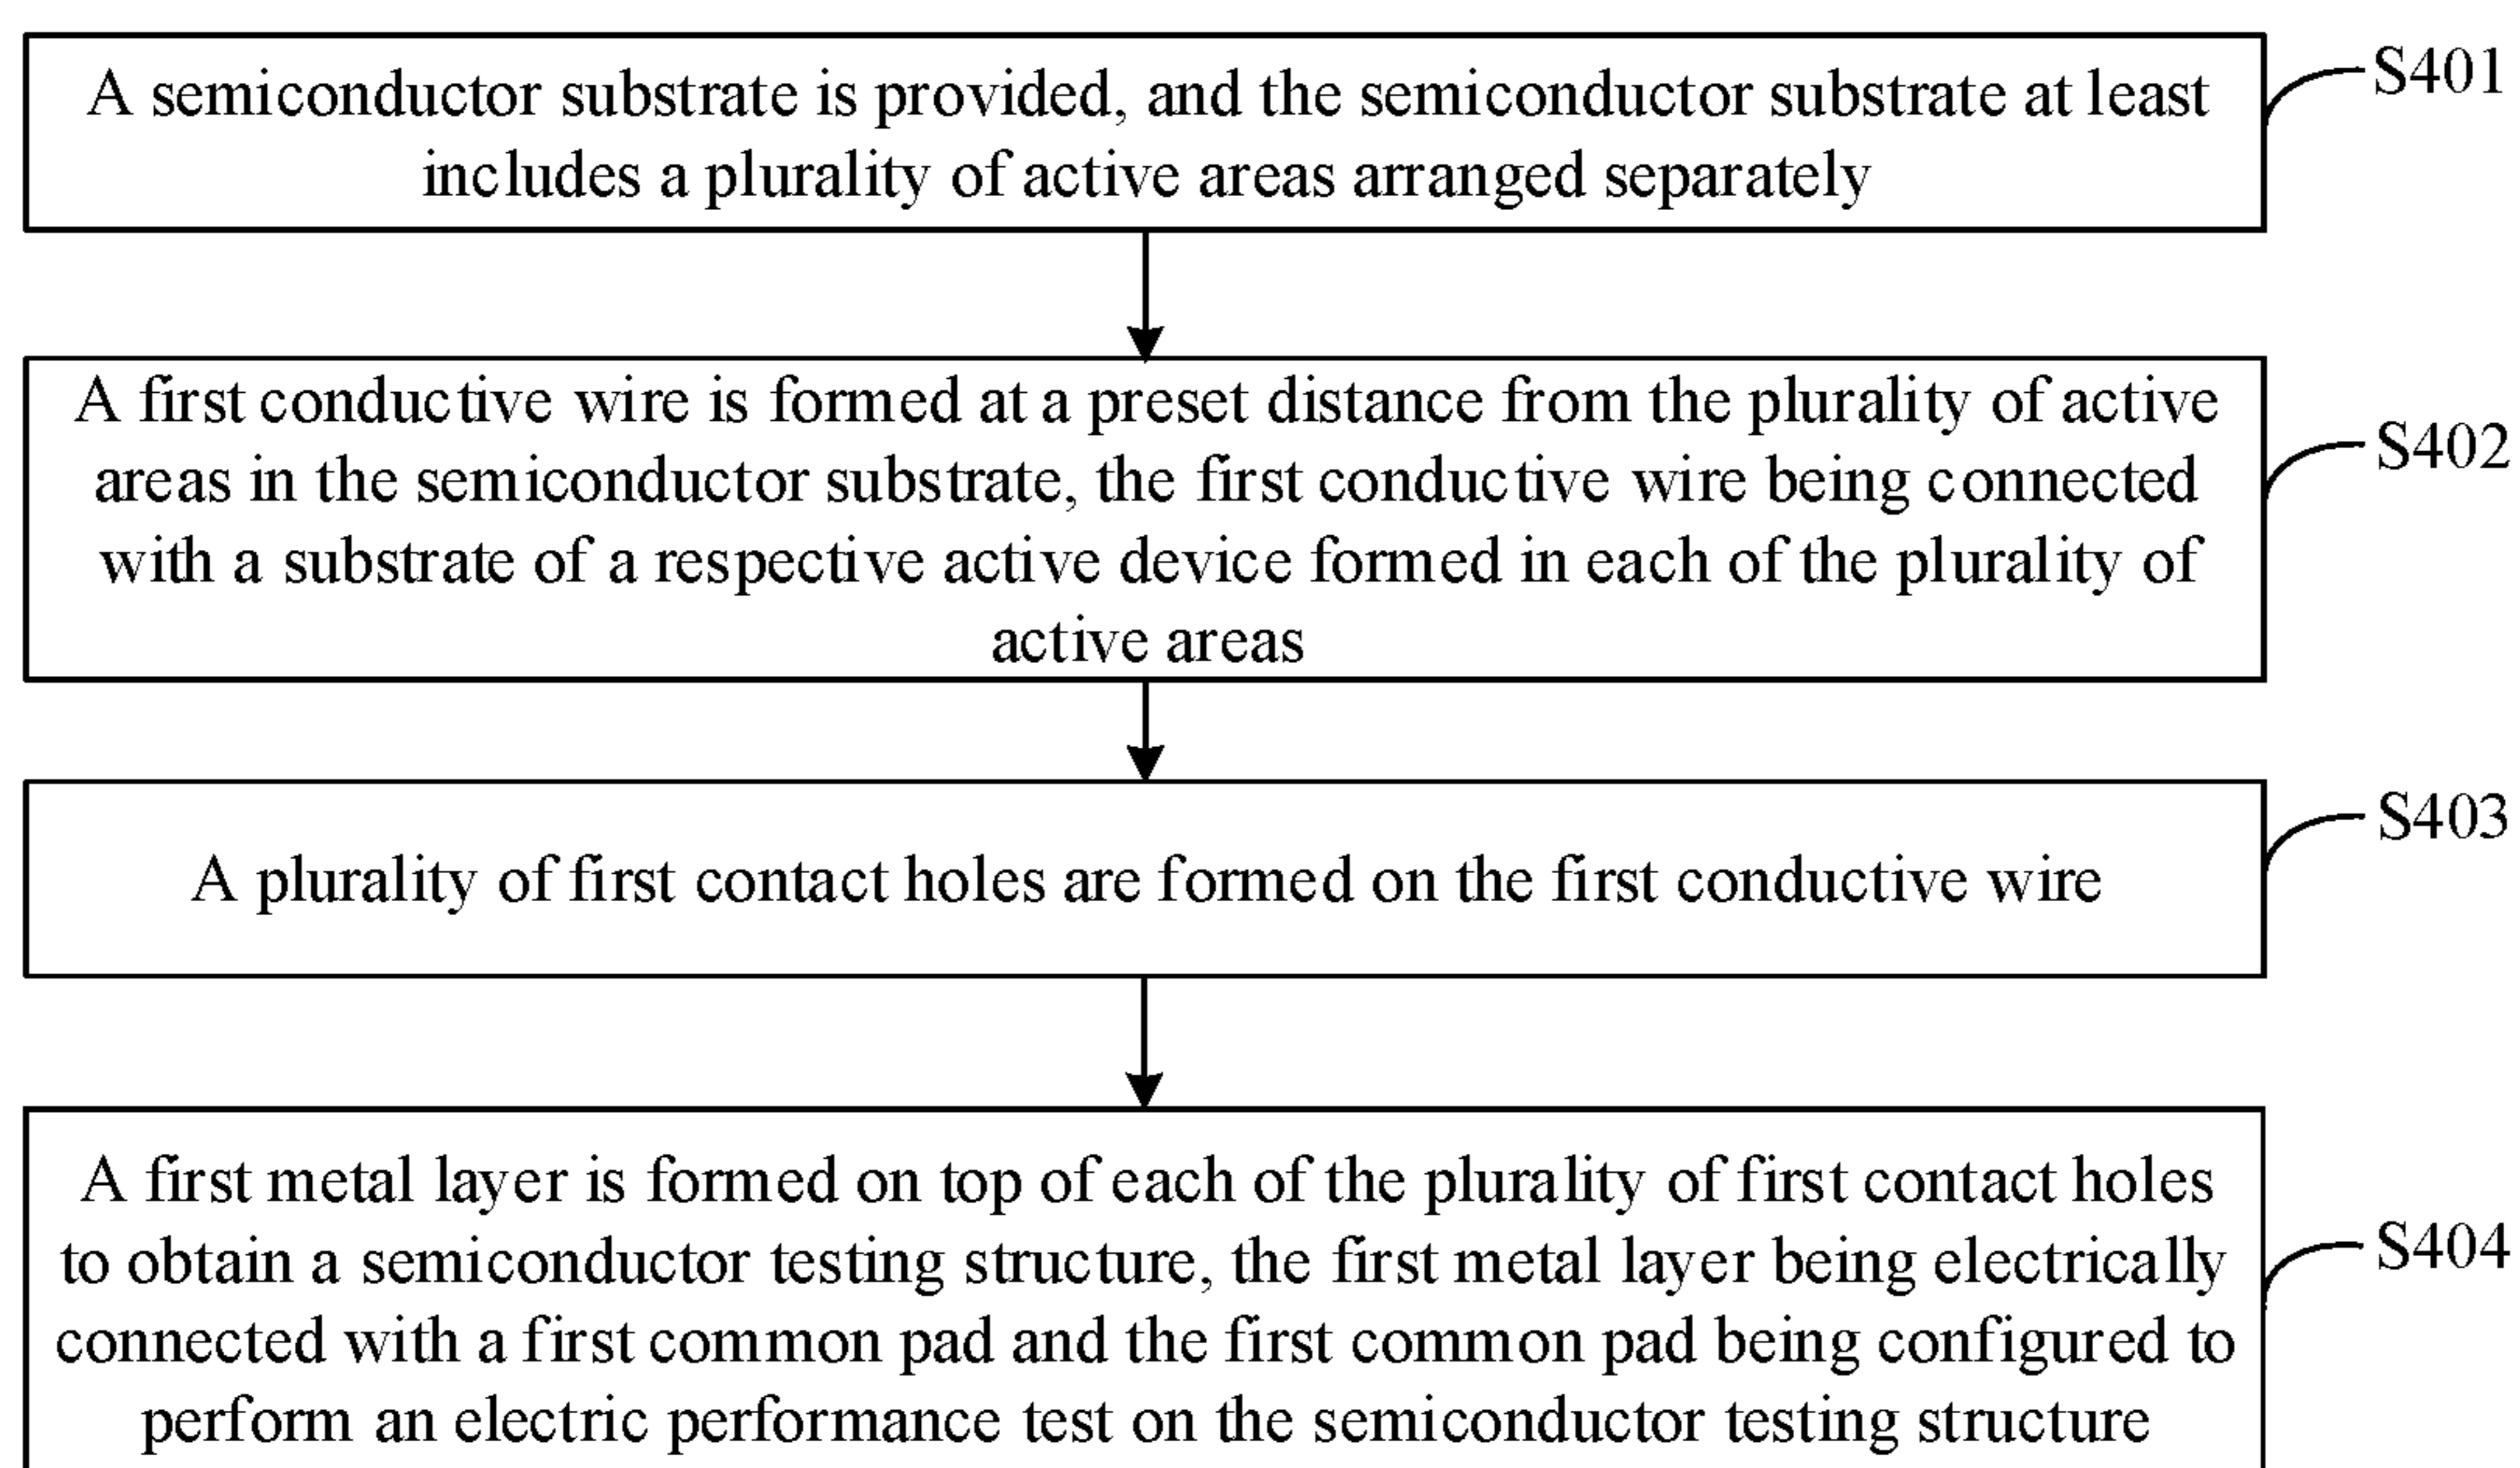 A semiconductor substrate is provided, and the semiconductor substrate at least
includes a plurality of active areas arranged separately
S401
A first conductive wire is formed at a preset distance from the plurality of active
areas in the semiconductor substrate, the first conductive wire being connected
with a substrate of a respective active device formed in each of the plurality of
active areas
S402
A plurality of first contact holes are formed on the first conductive wire
S403
A first metal layer is formed on top of each of the plurality of first contact holes
to obtain a semiconductor testing structure, the first metal layer being electrically
connected with a first common pad and the first common pad being configured to
perform an electric performance test on the semiconductor testing structure
S404